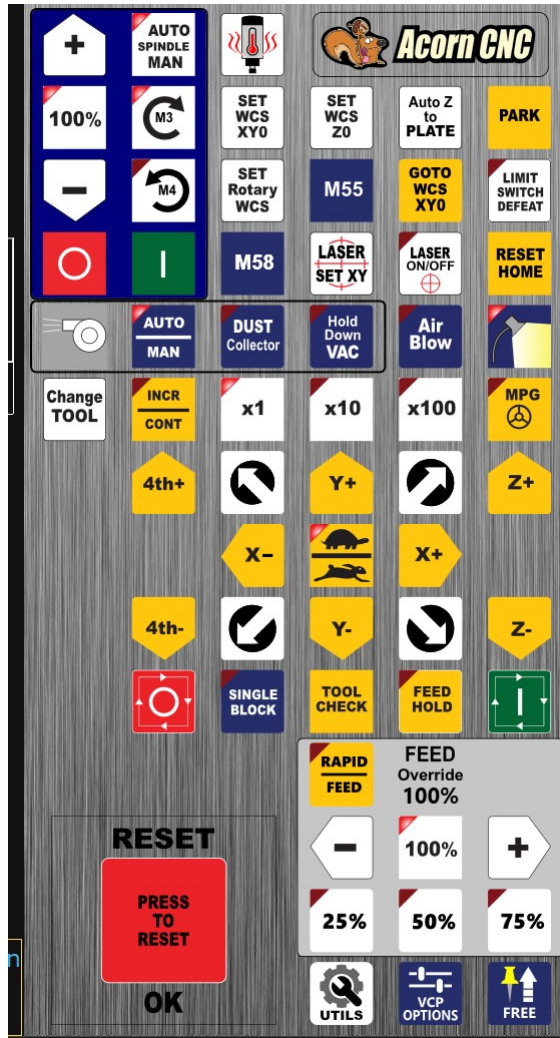 +
AUTO
SPINDLE
MAN
Acorn CNC
100%
M3
SET
WCS
XY0
SET
WCS
Z0
Auto Z
to
PLATE
PARK
–
M4
SET
Rotary
WCS
M55
GOTO
WCS
XY0
LIMIT
SWITCH
DEFEAT
M58
LASER
SET XY
LASER
ON/OFF
RESET
HOME
AUTO
MAN
DUST
Collector
Hold
Down
VAC
Air
Blow
Change
TOOL
INCR
CONT
x1
x10
x100
MPG
4th+
Y+
Z+
X–
X+
4th-
Y-
Z-
SINGLE
BLOCK
TOOL
CHECK
FEED
HOLD
RAPID
FEED
FEED
Override
100%
–
100%
+
25%
50%
75%
RESET
PRESS
TO
RESET
OK
n
UTILS
VCP
OPTIONS
FREE